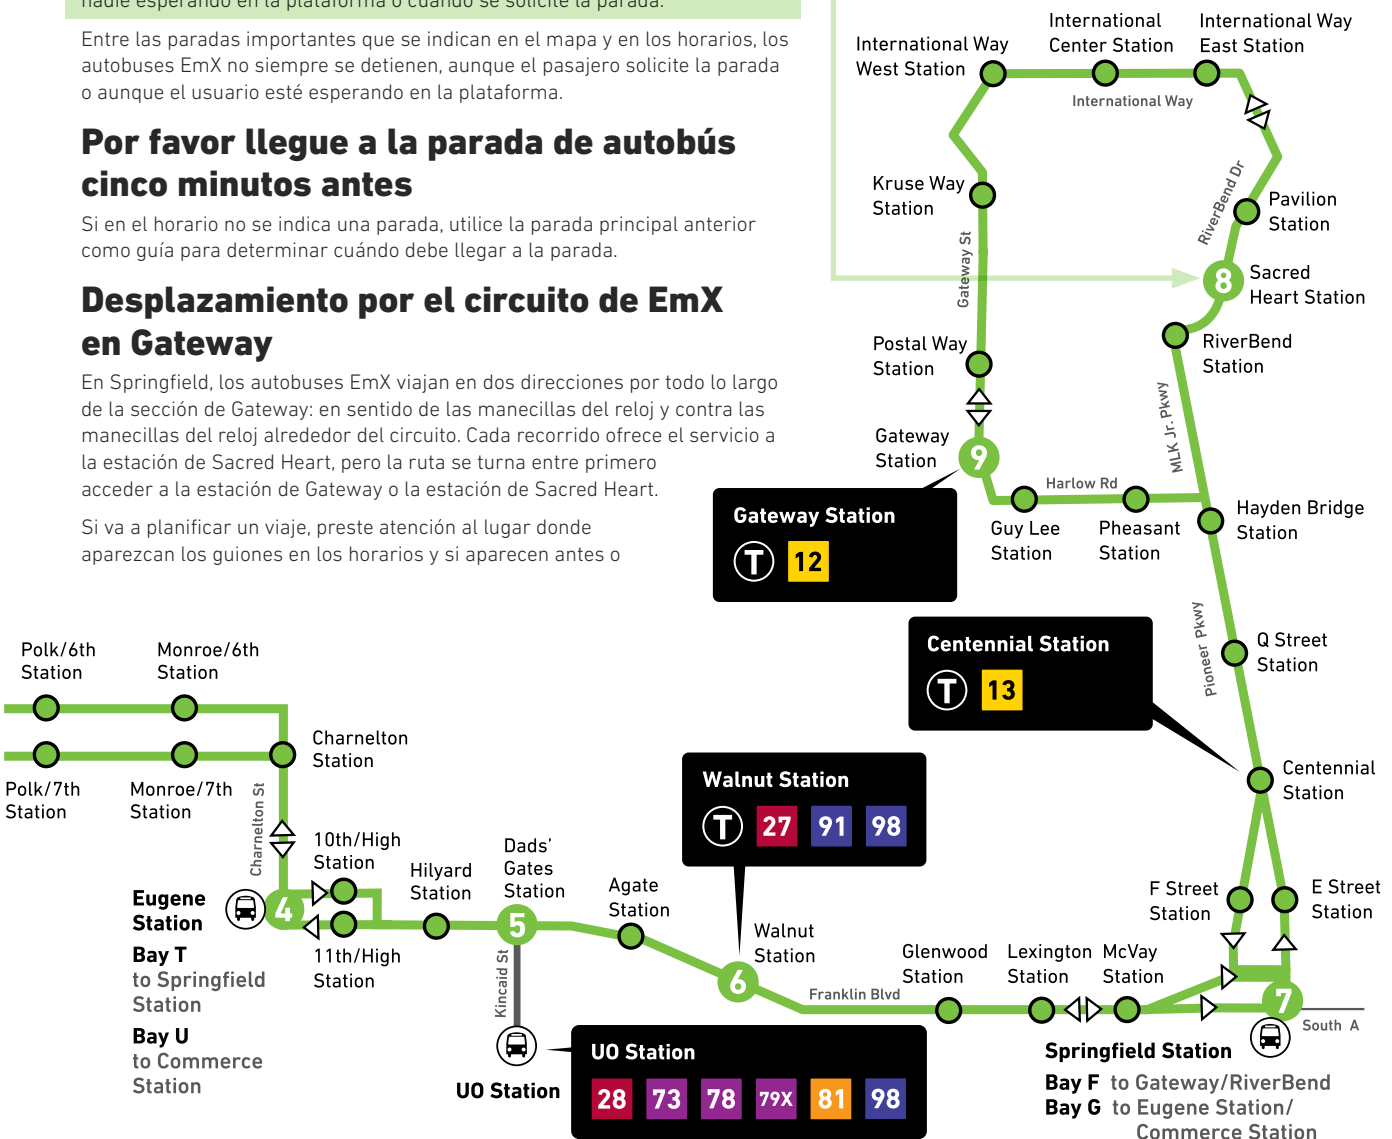 nadie esperando en la plataforma o cuando se solicite la parada.
Entre las paradas importantes que se indican en el mapa y en los horarios, los
autobuses EmX no siempre se detienen, aunque el pasajero solicite la parada
o aunque el usuario esté esperando en la plataforma.
Por favor llegue a la parada de autobús
cinco minutos antes
Si en el horario no se indica una parada, utilice la parada principal anterior
como guía para determinar cuándo debe llegar a la parada.
Desplazamiento por el circuito de EmX
en Gateway
En Springfield, los autobuses EmX viajan en dos direcciones por todo lo largo
de la sección de Gateway: en sentido de las manecillas del reloj y contra las
manecillas del reloj alrededor del circuito. Cada recorrido ofrece el servicio a
la estación de Sacred Heart, pero la ruta se turna entre primero
acceder a la estación de Gateway o la estación de Sacred Heart.
Si va a planificar un viaje, preste atención al lugar donde
aparezcan los guiones en los horarios y si aparecen antes o
International Way
West Station
International
Center Station
International Way
East Station
International Way
Kruse Way
Station
Gateway St
RiverBend Dr
Pavilion
Station
8
Sacred
Heart Station
Postal Way
Station
RiverBend
Station
MLK Jr. Pkwy
Gateway
Station
9
Harlow Rd
Guy Lee
Station
Pheasant
Station
Hayden Bridge
Station
Gateway Station
T 12
Pioneer Pkwy
Q Street
Station
Centennial Station
T 13
Centennial
Station
Polk/6th
Station
Monroe/6th
Station
Charnelton
Station
Polk/7th
Station
Monroe/7th
Station
Charnelton St
Walnut Station
T 27 91 98
10th/High
Station
Hilyard
Station
Dads'
Gates
Station
Agate
Station
F Street
Station
E Street
Station
Eugene
Station
4
5
11th/High
Station
Bay T
to Springfield
Station
Bay U
to Commerce
Station
Kincaid St
Walnut
Station
6
Franklin Blvd
Glenwood
Station
Lexington
Station
McVay
Station
7
South A
UO Station
UO Station
28 73 78 79X 81 98
Springfield Station
Bay F to Gateway/RiverBend
Bay G to Eugene Station/
Commerce Station